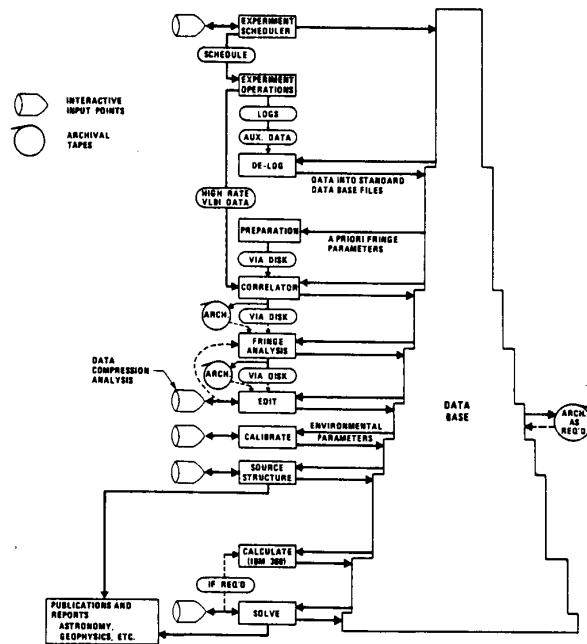 EXPERIMENT
SCHEDULER
SCHEDULE
EXPERIMENT
OPERATIONS
INTERACTIVE
INPUT POINTS
ARCHIVAL
TAPES
LOGS
AUX. DATA
DE-LOG
DATA INTO STANDARD
DATA BASE FILES
HIGH RATE
VLBI DATA
PREPARATION
A PRIORI FRINGE
PARAMETERS
VIA DISK
CORRELATOR
ARCH.
VIA DISK
FRINGE
ANALYSIS
DATA
COMPRESSION
ANALYSIS
ARCH.
VIA DISK
EDIT
DATA
BASE
ARCH.
AS
REQ'D
ENVIRONMENTAL
PARAMETERS
CALIBRATE
SOURCE
STRUCTURE
CALCULATE
(IBM 360)
IF REQ'D
SOLVE
PUBLICATIONS AND
REPORTS
ASTRONOMY,
GEOPHYSICS, ETC.